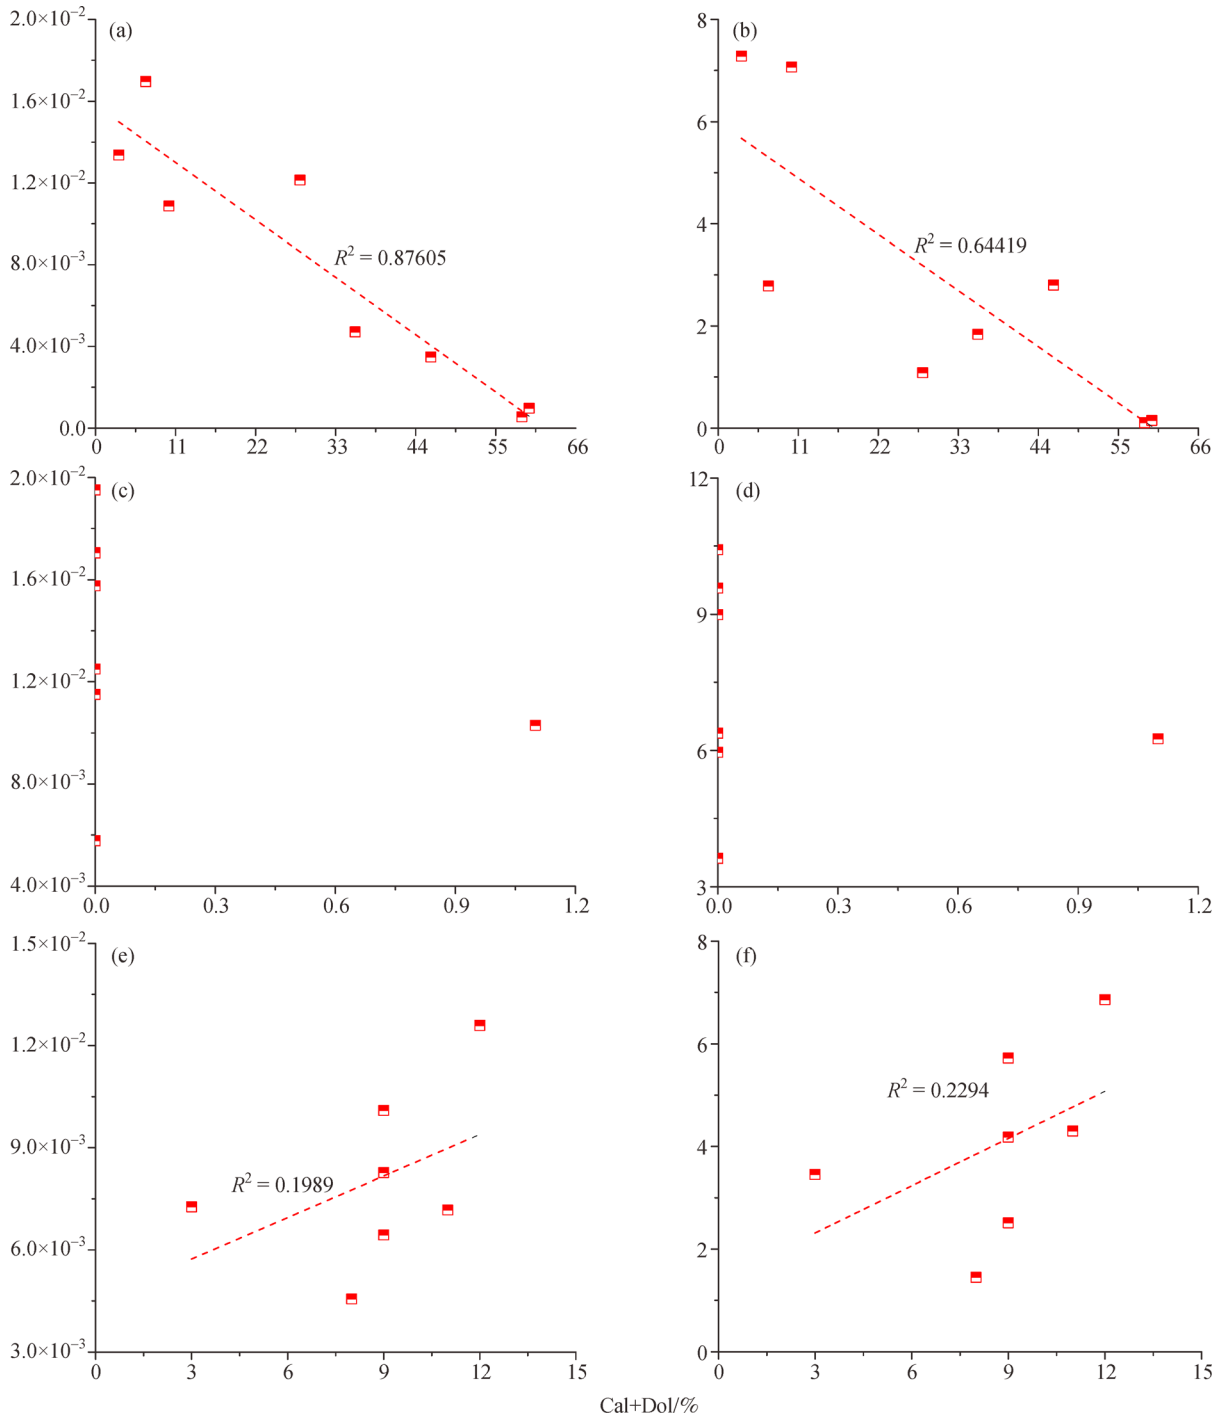 2.0×10⁻²
(a)
1.6×10⁻²
1.2×10⁻²
R² = 0.87605
8.0×10⁻³
4.0×10⁻³
0.0
0 11 22 33 44 55 66
8
(b)
6
4
R² = 0.64419
2
0
0 11 22 33 44 55 66
2.0×10⁻²
(c)
1.6×10⁻²
1.2×10⁻²
8.0×10⁻³
4.0×10⁻³
0.0 0.3 0.6 0.9 1.2
12
(d)
9
6
3
0.0 0.3 0.6 0.9 1.2
1.5×10⁻²
(e)
1.2×10⁻²
9.0×10⁻³
R² = 0.1989
6.0×10⁻³
3.0×10⁻³
0 3 6 9 12 15
8
(f)
6
R² = 0.2294
4
2
0
0 3 6 9 12 15
Cal+Dol/%